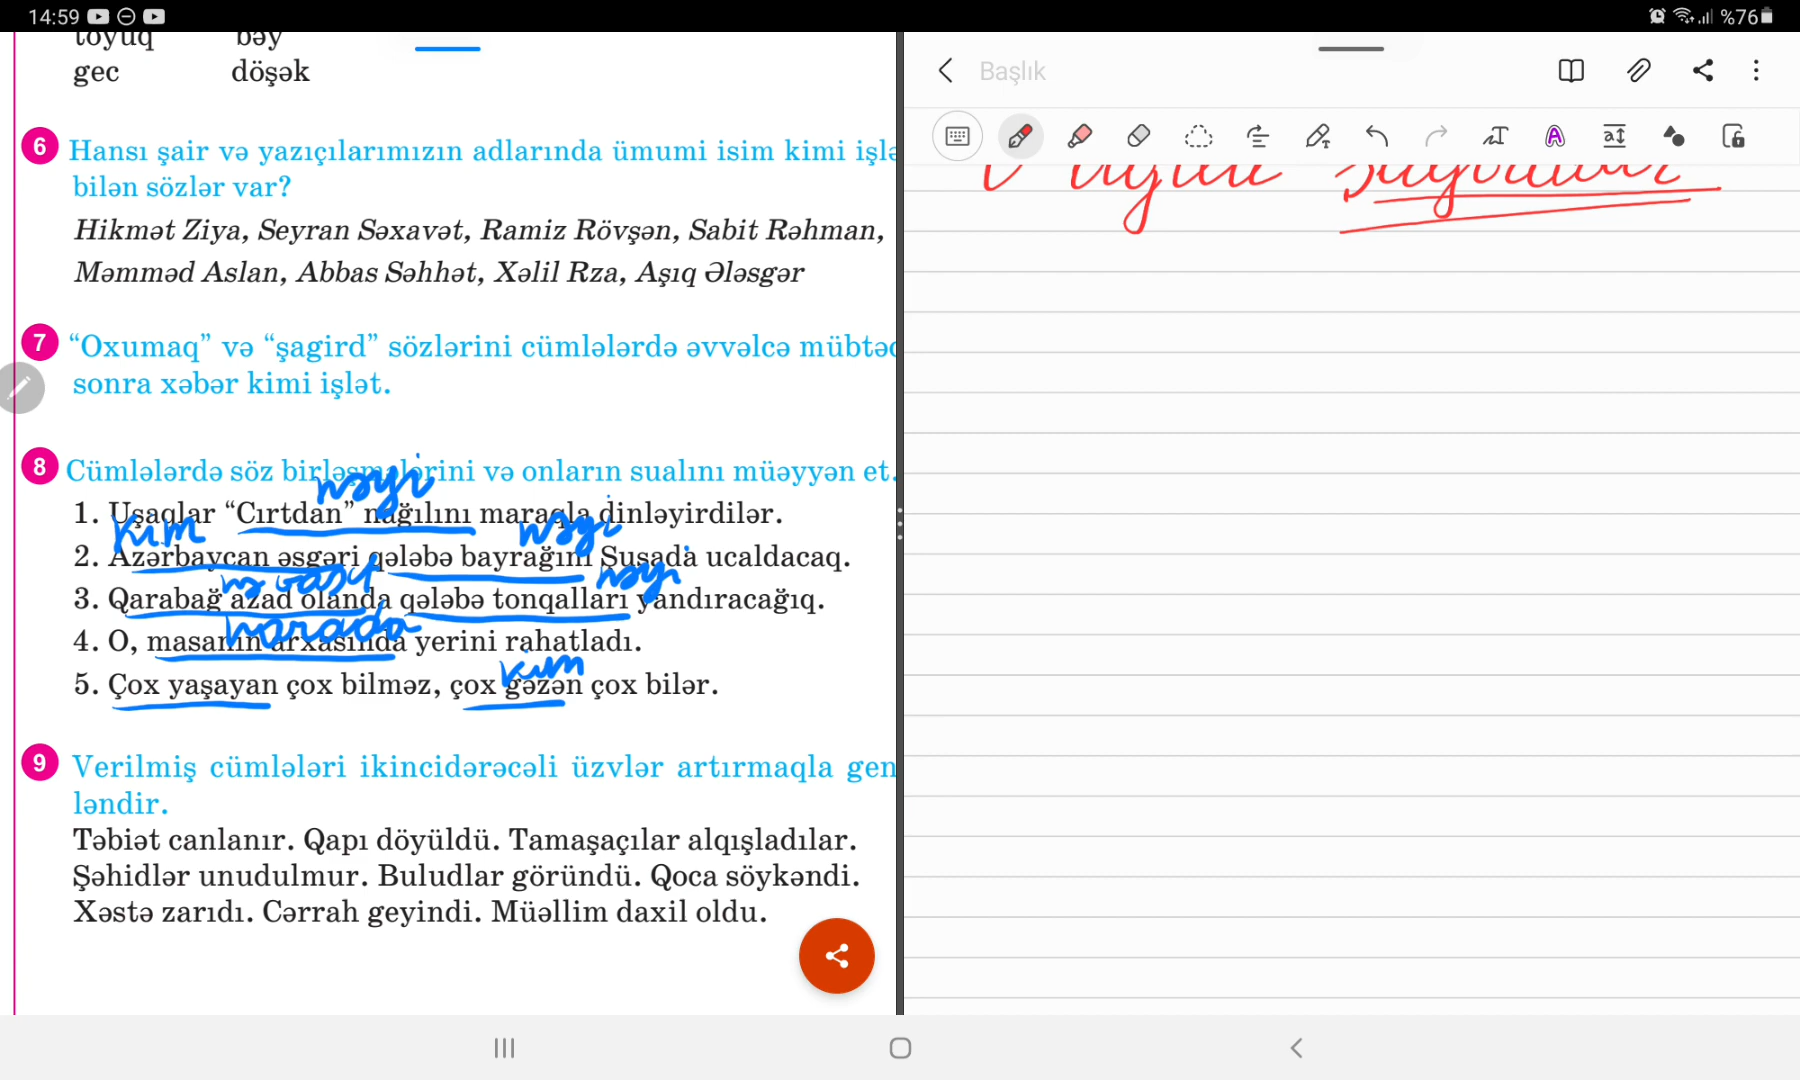 14:59
%76
toyuq bəy
gec döşək
6 Hansı şair və yazıçılarımızın adlarında ümumi isim kimi işlə
bilən sözlər var?
Hikmət Ziya, Seyran Səxavət, Ramiz Rövşən, Sabit Rəhman,
Məmməd Aslan, Abbas Səhhət, Xəlil Rza, Aşıq Ələsgər
7 “Oxumaq” və “şagird” sözlərini cümlələrdə əvvəlcə mübtəd
sonra xəbər kimi işlət.
8 Cümlələrdə söz birləşmələrini və onların sualını müəyyən et.
nəyi
1. Uşaqlar “Cırtdan” nağılını maraqla dinləyirdilər.
kim nəyi
2. Azərbaycan əsgəri qələbə bayrağını Şuşada ucaldacaq.
nə vaxt nəyi
3. Qarabağ azad olanda qələbə tonqalları yandıracağıq.
harada
4. O, masanın arxasında yerini rahatladı.
kim
5. Çox yaşayan çox bilməz, çox gəzən çox bilər.
9 Verilmiş cümlələri ikincidərəcəli üzvlər artırmaqla gen
ləndir.
Təbiət canlanır. Qapı döyüldü. Tamaşaçılar alqışladılar.
Şəhidlər unudulmur. Buludlar göründü. Qoca söykəndi.
Xəstə zarıdı. Cərrah geyindi. Müəllim daxil oldu.
Başlık